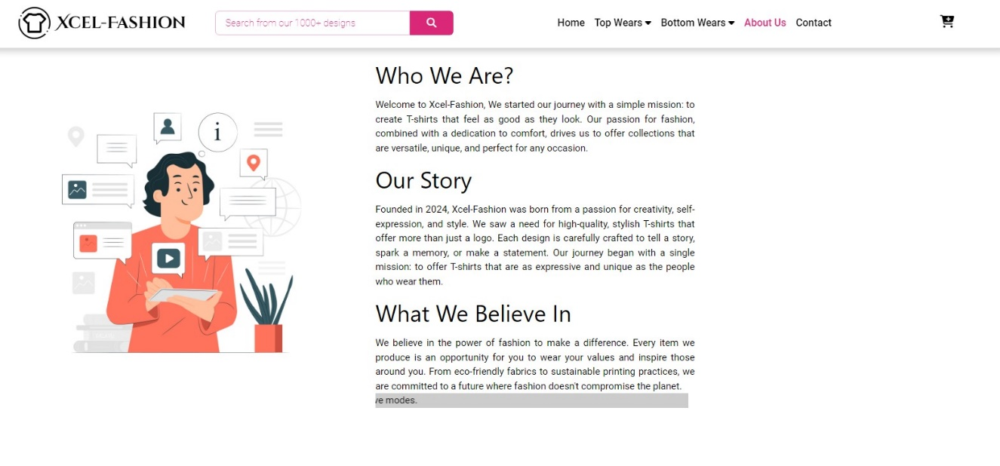 XCEL-FASHION
Search from our 1000+ designs
Home Top Wears Bottom Wears About Us Contact
Who We Are?
Welcome to Xcel-Fashion, We started our journey with a simple mission: to
create T-shirts that feel as good as they look. Our passion for fashion,
combined with a dedication to comfort, drives us to offer collections that
are versatile, unique, and perfect for any occasion.
i
Our Story
Founded in 2024, Xcel-Fashion was born from a passion for creativity, self-
expression, and style. We saw a need for high-quality, stylish T-shirts that
offer more than just a logo. Each design is carefully crafted to tell a story,
spark a memory, or make a statement. Our journey began with a single
mission: to offer T-shirts that are as expressive and unique as the people
who wear them.
What We Believe In
We believe in the power of fashion to make a difference. Every item we
produce is an opportunity for you to wear your values and inspire those
around you. From eco-friendly fabrics to sustainable printing practices, we
are committed to a future where fashion doesn't compromise the planet.
modes.